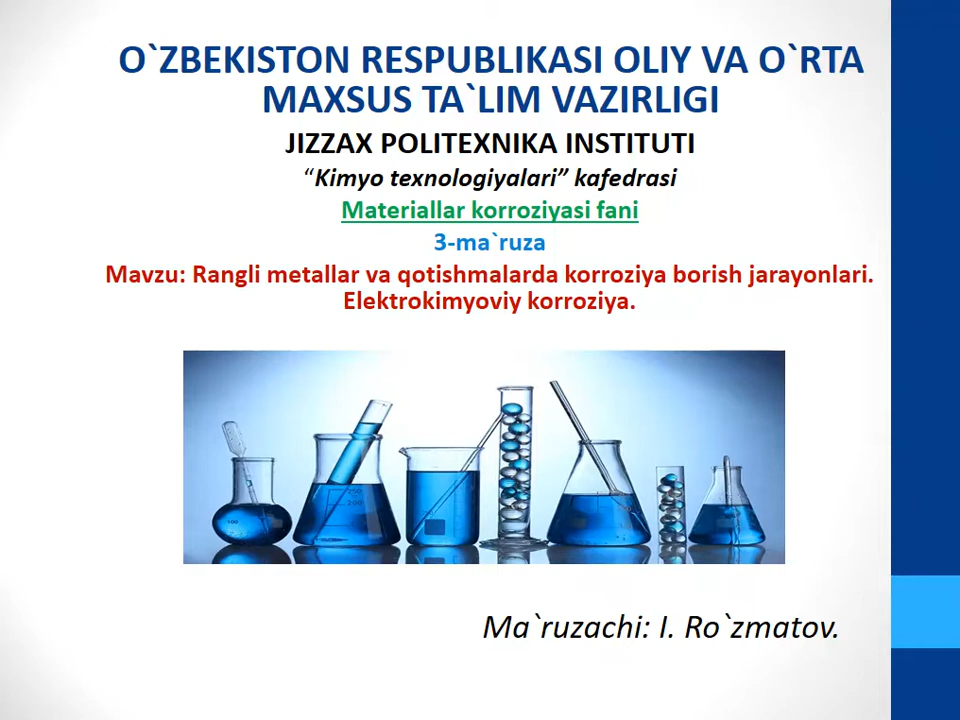 O`ZBEKISTON RESPUBLIKASI OLIY VA O`RTA
MAXSUS TA`LIM VAZIRLIGI
JIZZAX POLITEXNIKA INSTITUTI
“Kimyo texnologiyalari” kafedrasi
Materiallar korroziyasi fani
3-ma`ruza
Mavzu: Rangli metallar va qotishmalarda korroziya borish jarayonlari.
Elektrokimyoviy korroziya.
Ma`ruzachi: I. Ro`zmatov.